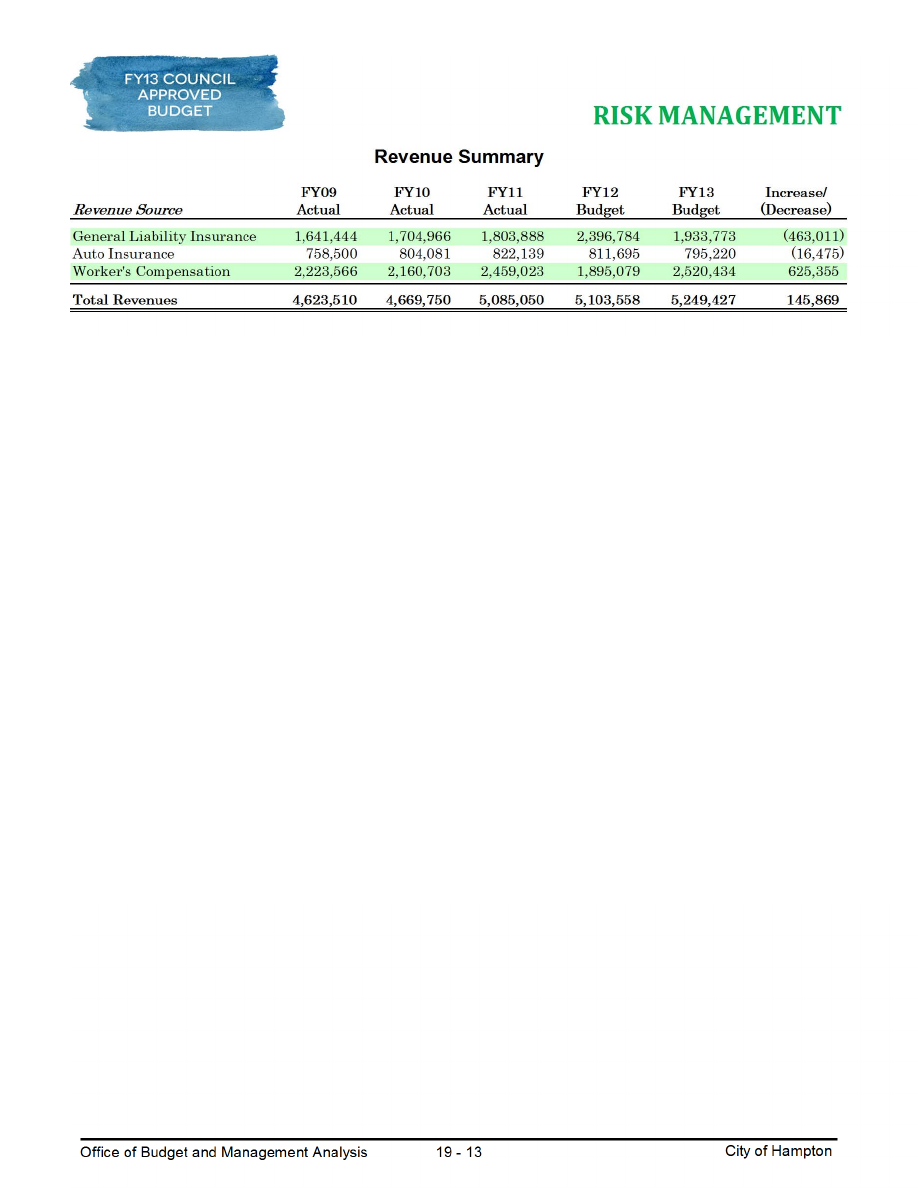 FY13 COUNCIL
APPROVED
BUDGET
RISK MANAGEMENT
Revenue Summary
Revenue Source FY09 Actual FY10 Actual FY11 Actual FY12 Budget FY13 Budget Increase/ (Decrease)
General Liability Insurance 1,641,444 1,704,966 1,803,888 2,396,784 1,933,773 (463,011)
Auto Insurance 758,500 804,081 822,139 811,695 795,220 (16,475)
Worker's Compensation 2,223,566 2,160,703 2,459,023 1,895,079 2,520,434 625,355
Total Revenues 4,623,510 4,669,750 5,085,050 5,103,558 5,249,427 145,869
Office of Budget and Management Analysis 19 - 13 City of Hampton